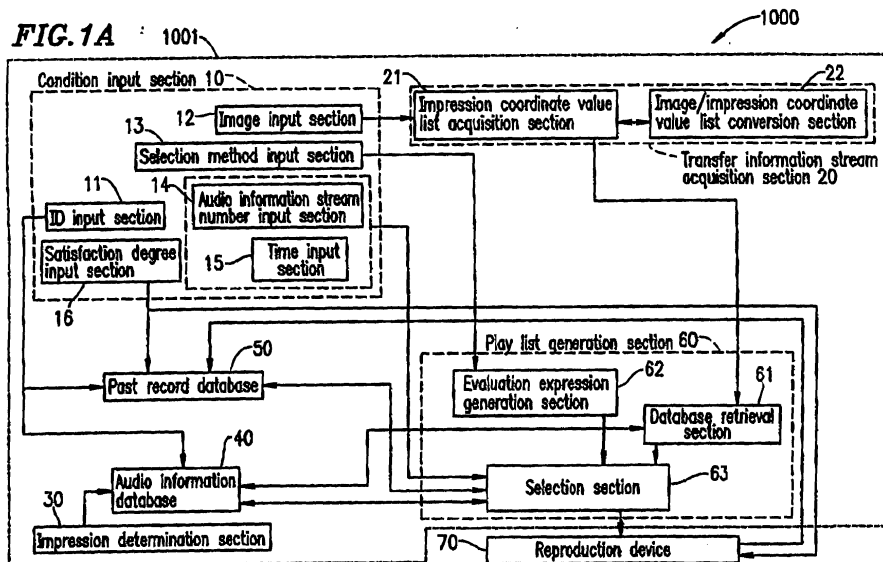 FIG. 1A
1001
1000
Condition input section 10
21
22
12
Image input section
Impression coordinate value
list acquisition section
Image/impression coordinate
value list conversion section
13
Selection method input section
Transfer information stream
acquisition section 20
11
14
Audio information stream
number input section
ID input section
15
Time input
section
Satisfaction degree
input section
16
Play list generation section 60
50
Past record database
62
Evaluation expression
generation section
61
Database retrieval
section
40
Audio information
database
63
Selection section
30
Impression determination section
70
Reproduction device